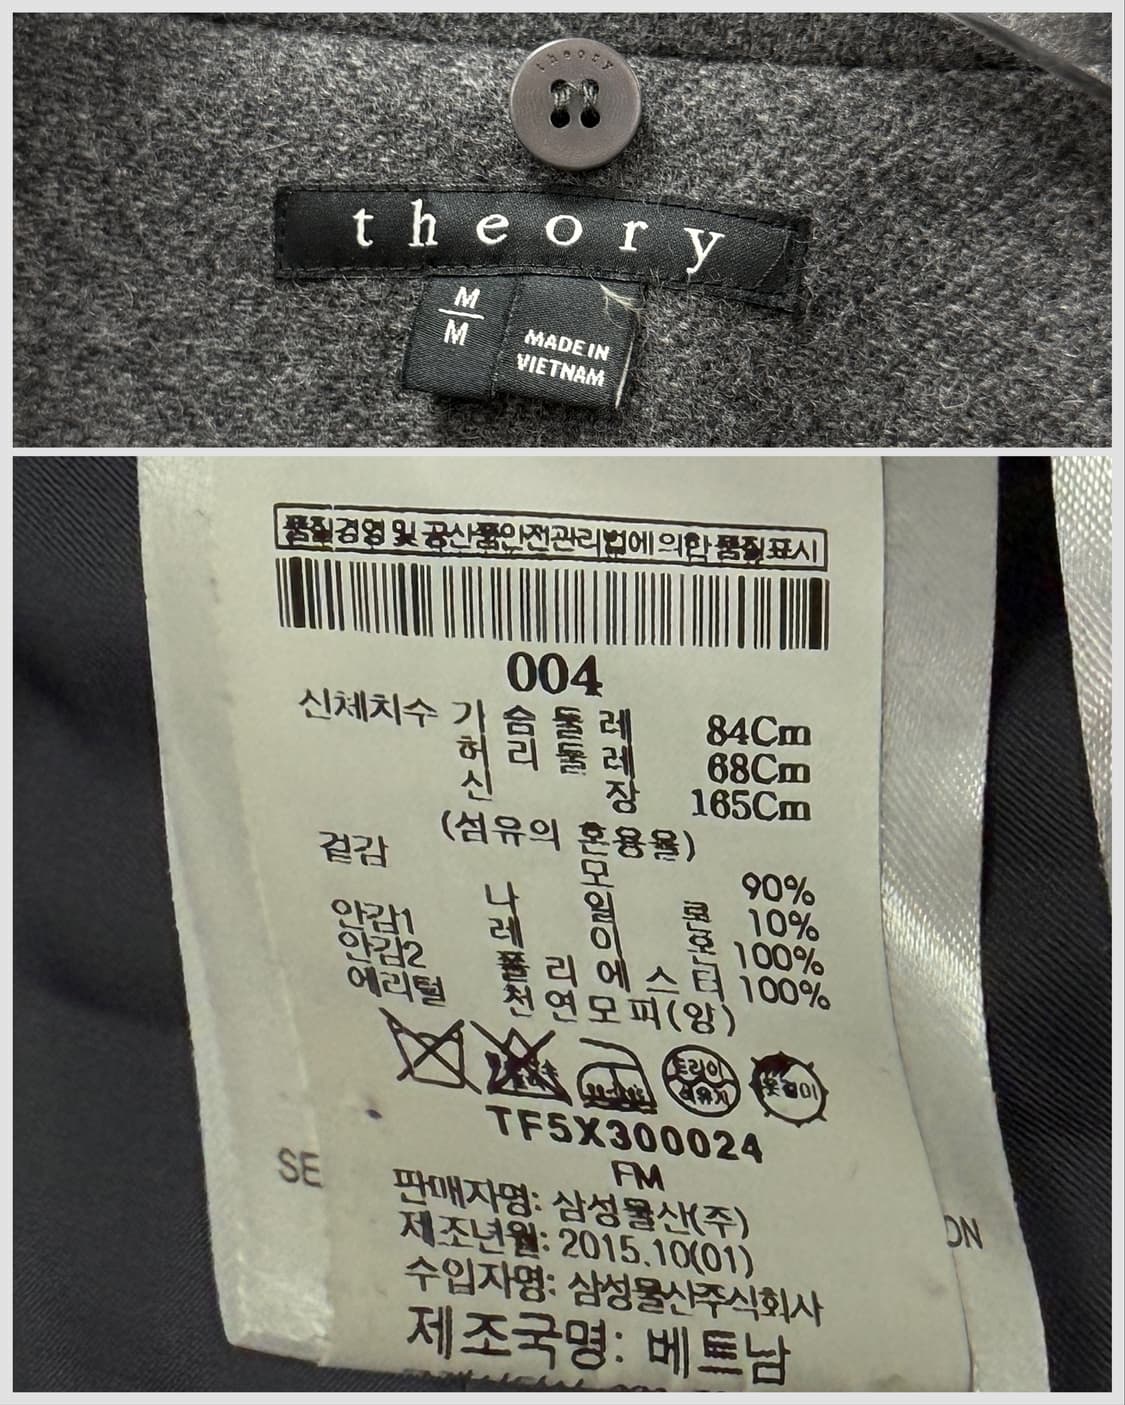 theory
theory
M
M
MADE IN
VIETNAM
품질경영 및 공산품안전관리법에 의한 품질표시
004
신체치수 가슴둘레 84Cm
허리둘레 68Cm
신장 165Cm
(섬유의 혼용율)
겉감 모 90%
나일론 10%
안감1 레이온 100%
안감2 폴리에스터 100%
에리털 천연모피(양)
드라이
석유계
옷걸이
TF5X300024
FM
SE
판매자명: 삼성물산(주)
제조년월: 2015.10(01)
수입자명: 삼성물산주식회사
제조국명: 베트남
ON